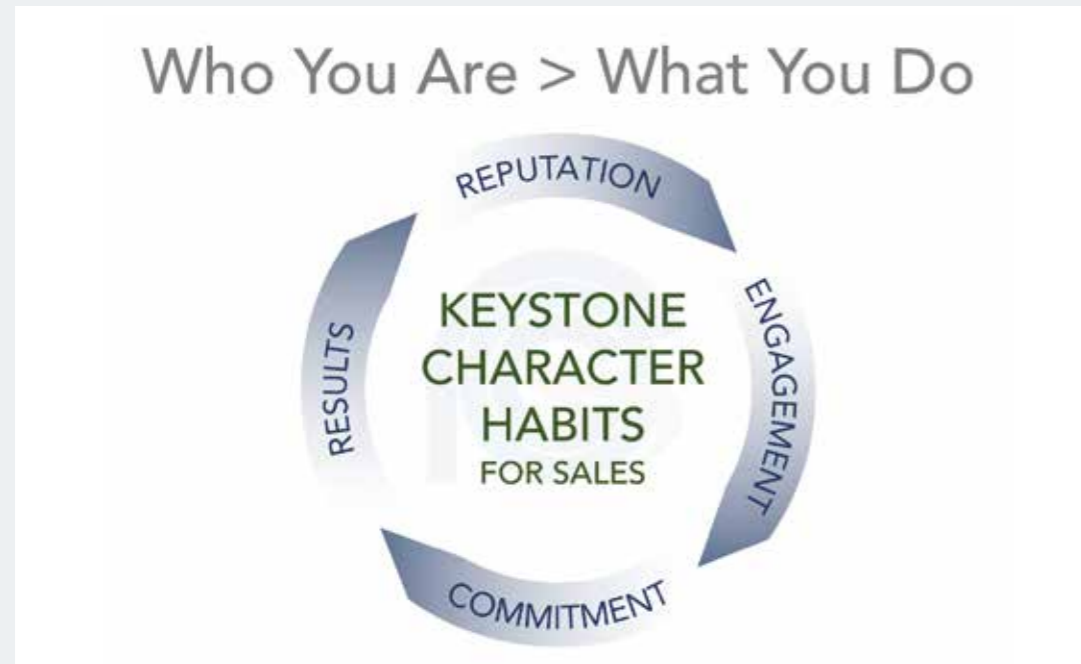 Who You Are > What You Do
REPUTATION
ENGAGEMENT
COMMITMENT
RESULTS
KEYSTONE
CHARACTER
HABITS
FOR SALES